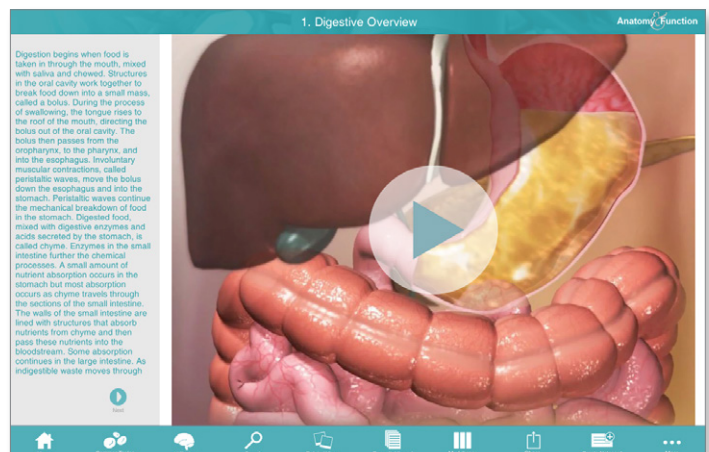 1. Digestive Overview
Anatomy & Function
Digestion begins when food is
taken in through the mouth, mixed
with saliva and chewed. Structures
in the oral cavity work together to
break food down into a small mass,
called a bolus. During the process
of swallowing, the tongue rises to
the roof of the mouth, directing the
bolus out of the oral cavity. The
bolus then passes from the
oropharynx, to the pharynx, and
into the esophagus. Involuntary
muscular contractions, called
peristaltic waves, move the bolus
down the esophagus and into the
stomach. Peristaltic waves continue
the mechanical breakdown of food
in the stomach. Digested food,
mixed with digestive enzymes and
acids secreted by the stomach, is
called chyme. Enzymes in the small
intestine further the chemical
processes. A small amount of
nutrient absorption occurs in the
stomach but most absorption
occurs as chyme travels through
the sections of the small intestine.
The walls of the small intestine are
lined with structures that absorb
nutrients from chyme and then
pass these nutrients into the
bloodstream. Some absorption
continues in the large intestine. As
indigestible waste moves through
Next